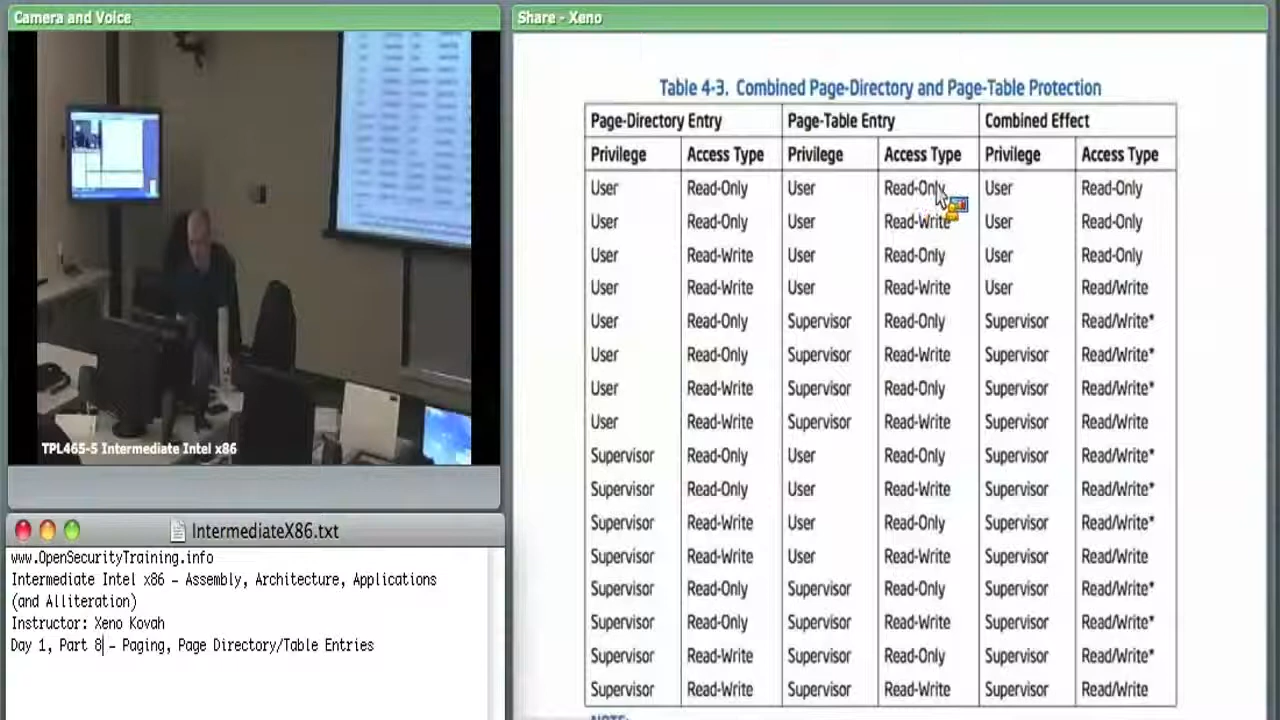 Camera and Voice
TPL465-5 Intermediate Intel x86
IntermediateX86.txt
www.OpenSecurityTraining.info
Intermediate Intel x86 – Assembly, Architecture, Applications
(and Alliteration)
Instructor: Xeno Kovah
Day 1, Part 8 – Paging, Page Directory/Table Entries
Share - Xeno
Table 4-3. Combined Page-Directory and Page-Table Protection
Page-Directory Entry Page-Table Entry Combined Effect
Privilege Access Type Privilege Access Type Privilege Access Type
User Read-Only User Read-Only User Read-Only
User Read-Only User Read-Write User Read-Only
User Read-Write User Read-Only User Read-Only
User Read-Write User Read-Write User Read/Write
User Read-Only Supervisor Read-Only Supervisor Read/Write*
User Read-Only Supervisor Read-Write Supervisor Read/Write*
User Read-Write Supervisor Read-Only Supervisor Read/Write*
User Read-Write Supervisor Read-Write Supervisor Read/Write
Supervisor Read-Only User Read-Only Supervisor Read/Write*
Supervisor Read-Only User Read-Write Supervisor Read/Write*
Supervisor Read-Write User Read-Only Supervisor Read/Write*
Supervisor Read-Write User Read-Write Supervisor Read/Write
Supervisor Read-Only Supervisor Read-Only Supervisor Read/Write*
Supervisor Read-Only Supervisor Read-Write Supervisor Read/Write*
Supervisor Read-Write Supervisor Read-Only Supervisor Read/Write*
Supervisor Read-Write Supervisor Read-Write Supervisor Read/Write